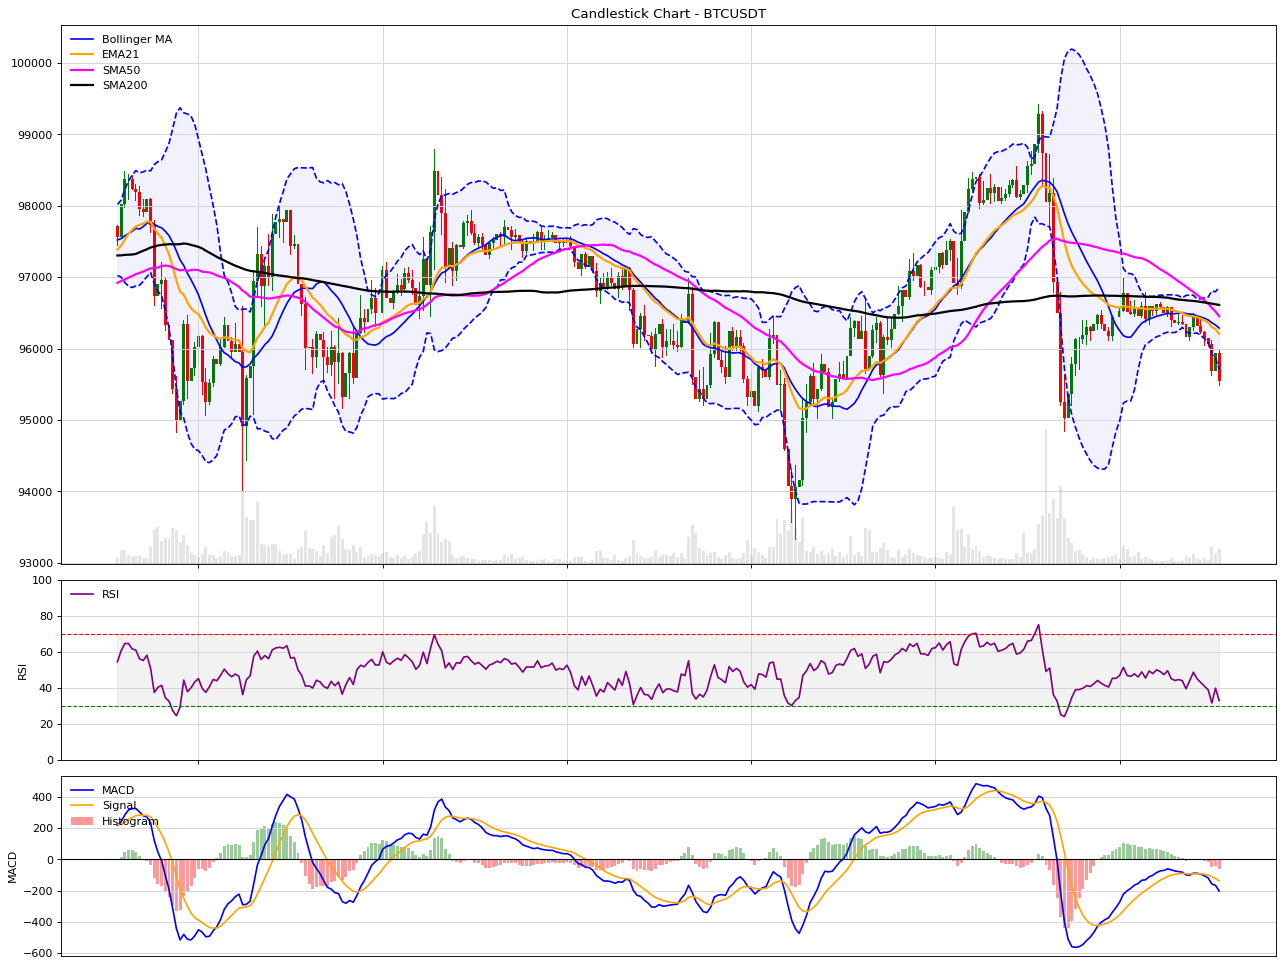 Candlestick Chart - BTCUSDT
Bollinger MA
EMA21
SMA50
SMA200
100000
99000
98000
97000
96000
95000
94000
93000
RSI
100
80
60
40
20
0
RSI
MACD
Signal
Histogram
400
200
0
−200
−400
−600
MACD